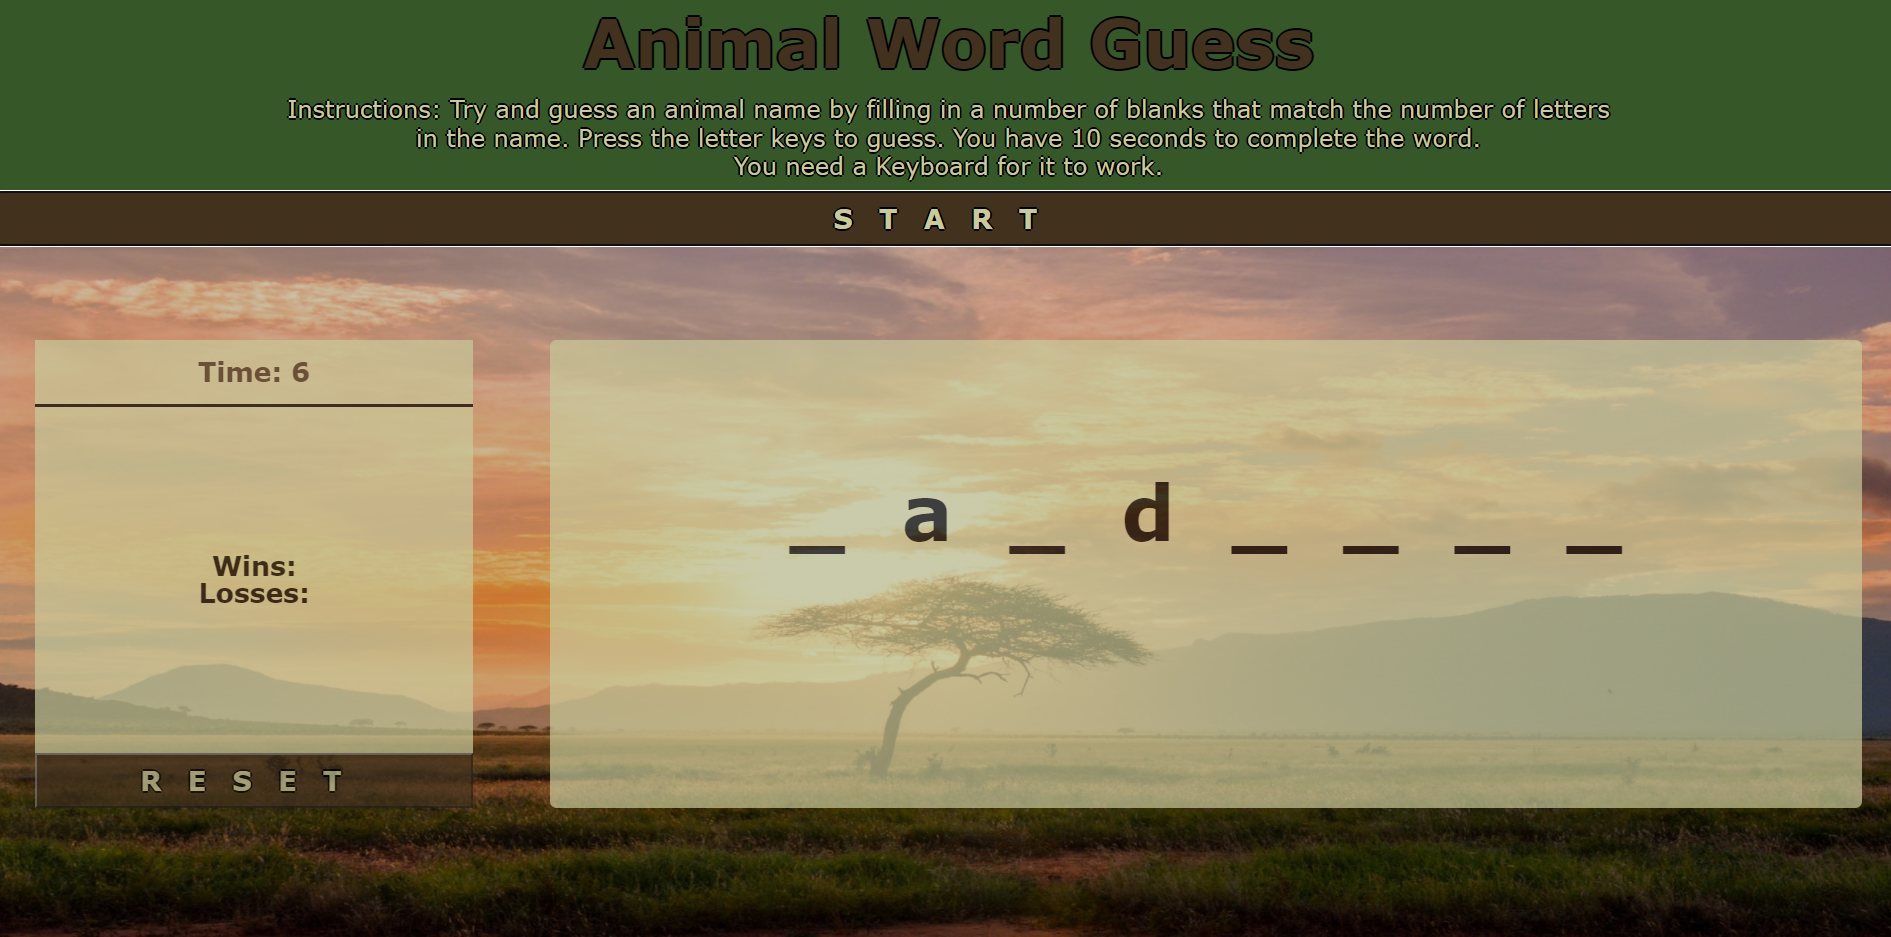 Animal Word Guess
Instructions: Try and guess an animal name by filling in a number of blanks that match the number of letters
in the name. Press the letter keys to guess. You have 10 seconds to complete the word.
You need a Keyboard for it to work.
S T A R T
Time: 6
_ a _ d _ _ _ _
Wins:
Losses:
R E S E T